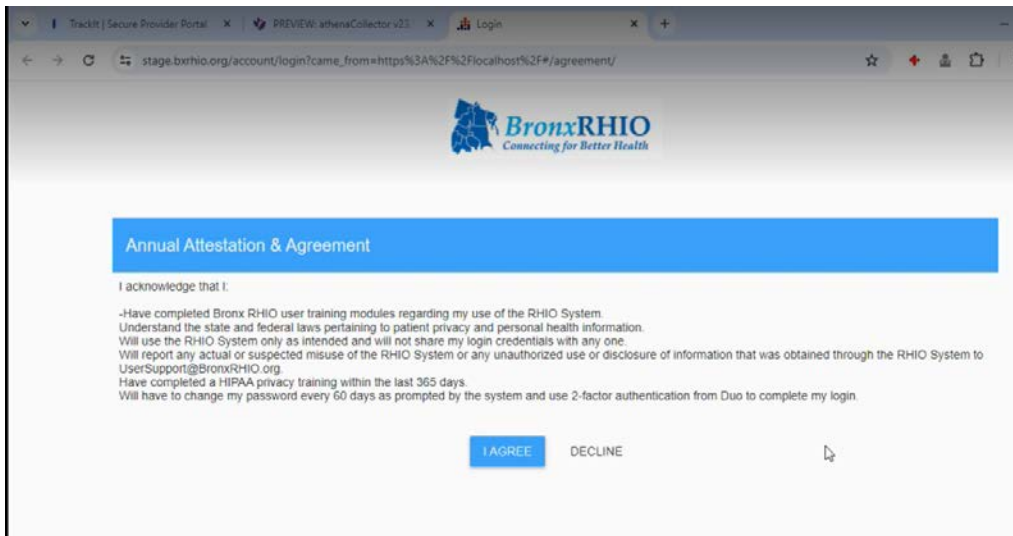 TrackIt | Secure Provider Portal
PREVIEW: athenaCollector v23
Login
stage.bxrhio.org/account/login?came_from=https%3A%2F%2Flocalhost%2F#/agreement/
BronxRHIO
Connecting for Better Health
Annual Attestation & Agreement
I acknowledge that I:
-Have completed Bronx RHIO user training modules regarding my use of the RHIO System.
Understand the state and federal laws pertaining to patient privacy and personal health information.
Will use the RHIO System only as intended and will not share my login credentials with any one.
Will report any actual or suspected misuse of the RHIO System or any unauthorized use or disclosure of information that was obtained through the RHIO System to
UserSupport@BronxRHIO.org.
Have completed a HIPAA privacy training within the last 365 days.
Will have to change my password every 60 days as prompted by the system and use 2-factor authentication from Duo to complete my login.
I AGREE
DECLINE